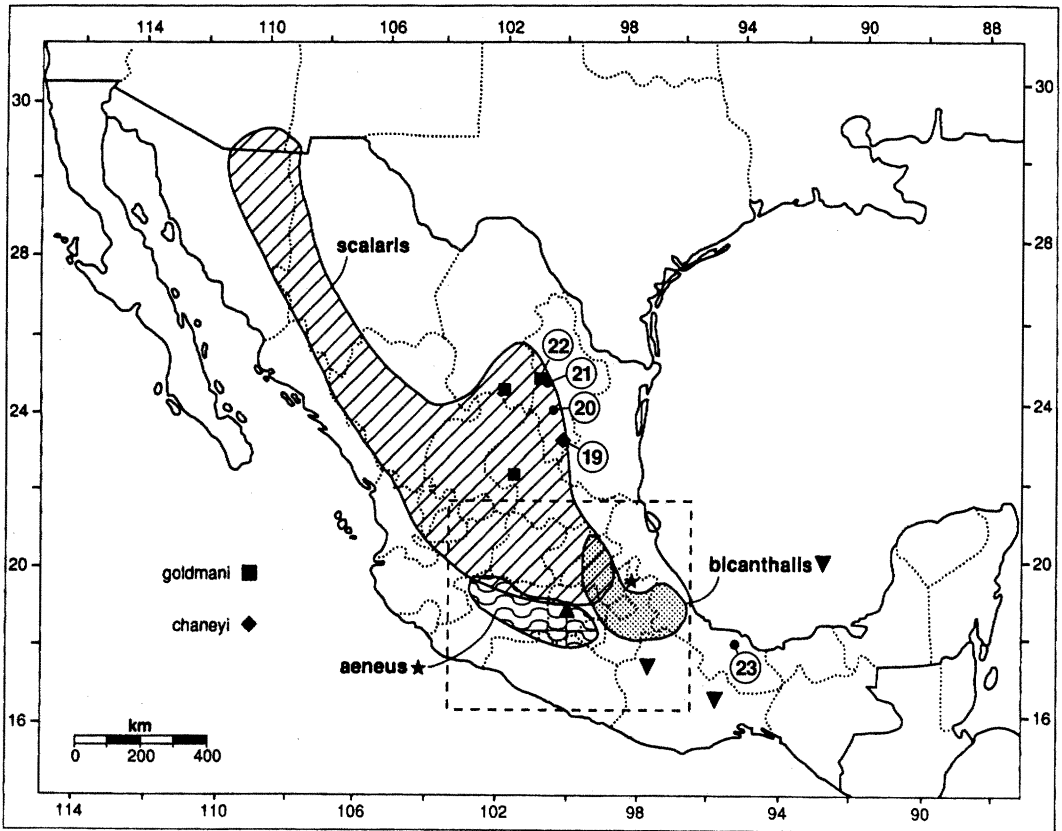 114 110 106 102 98 94 90 88
30 30
scalaris
28 28
22
21
24 20 24
19
20 bicanthalis 20
goldmani
chaneyi
23
aeneus
16 16
km
0 200 400
114 110 106 102 98 94 90